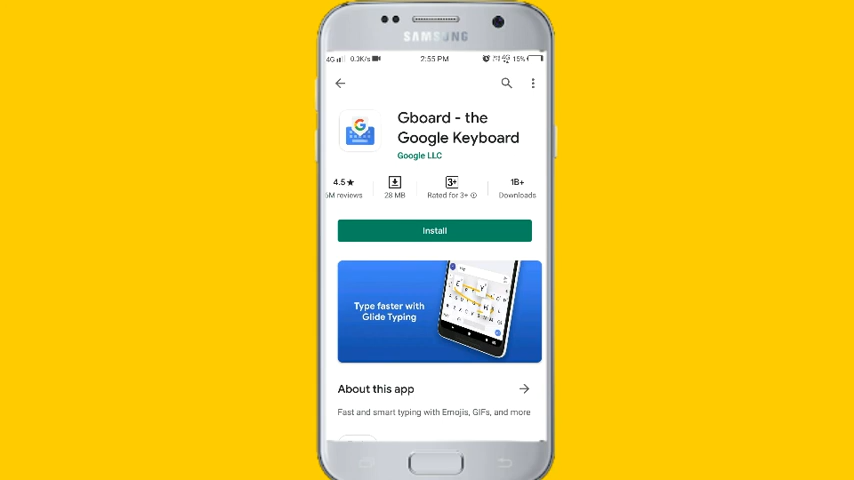 SAMSUNG
4G 0.3K/s 2:55 PM 15%
Gboard - the
Google Keyboard
Google LLC
4.5★ 3+ 1B+
M reviews 28 MB Rated for 3+ Downloads
Install
Type faster with
Glide Typing
About this app
Fast and smart typing with Emojis, GIFs, and more